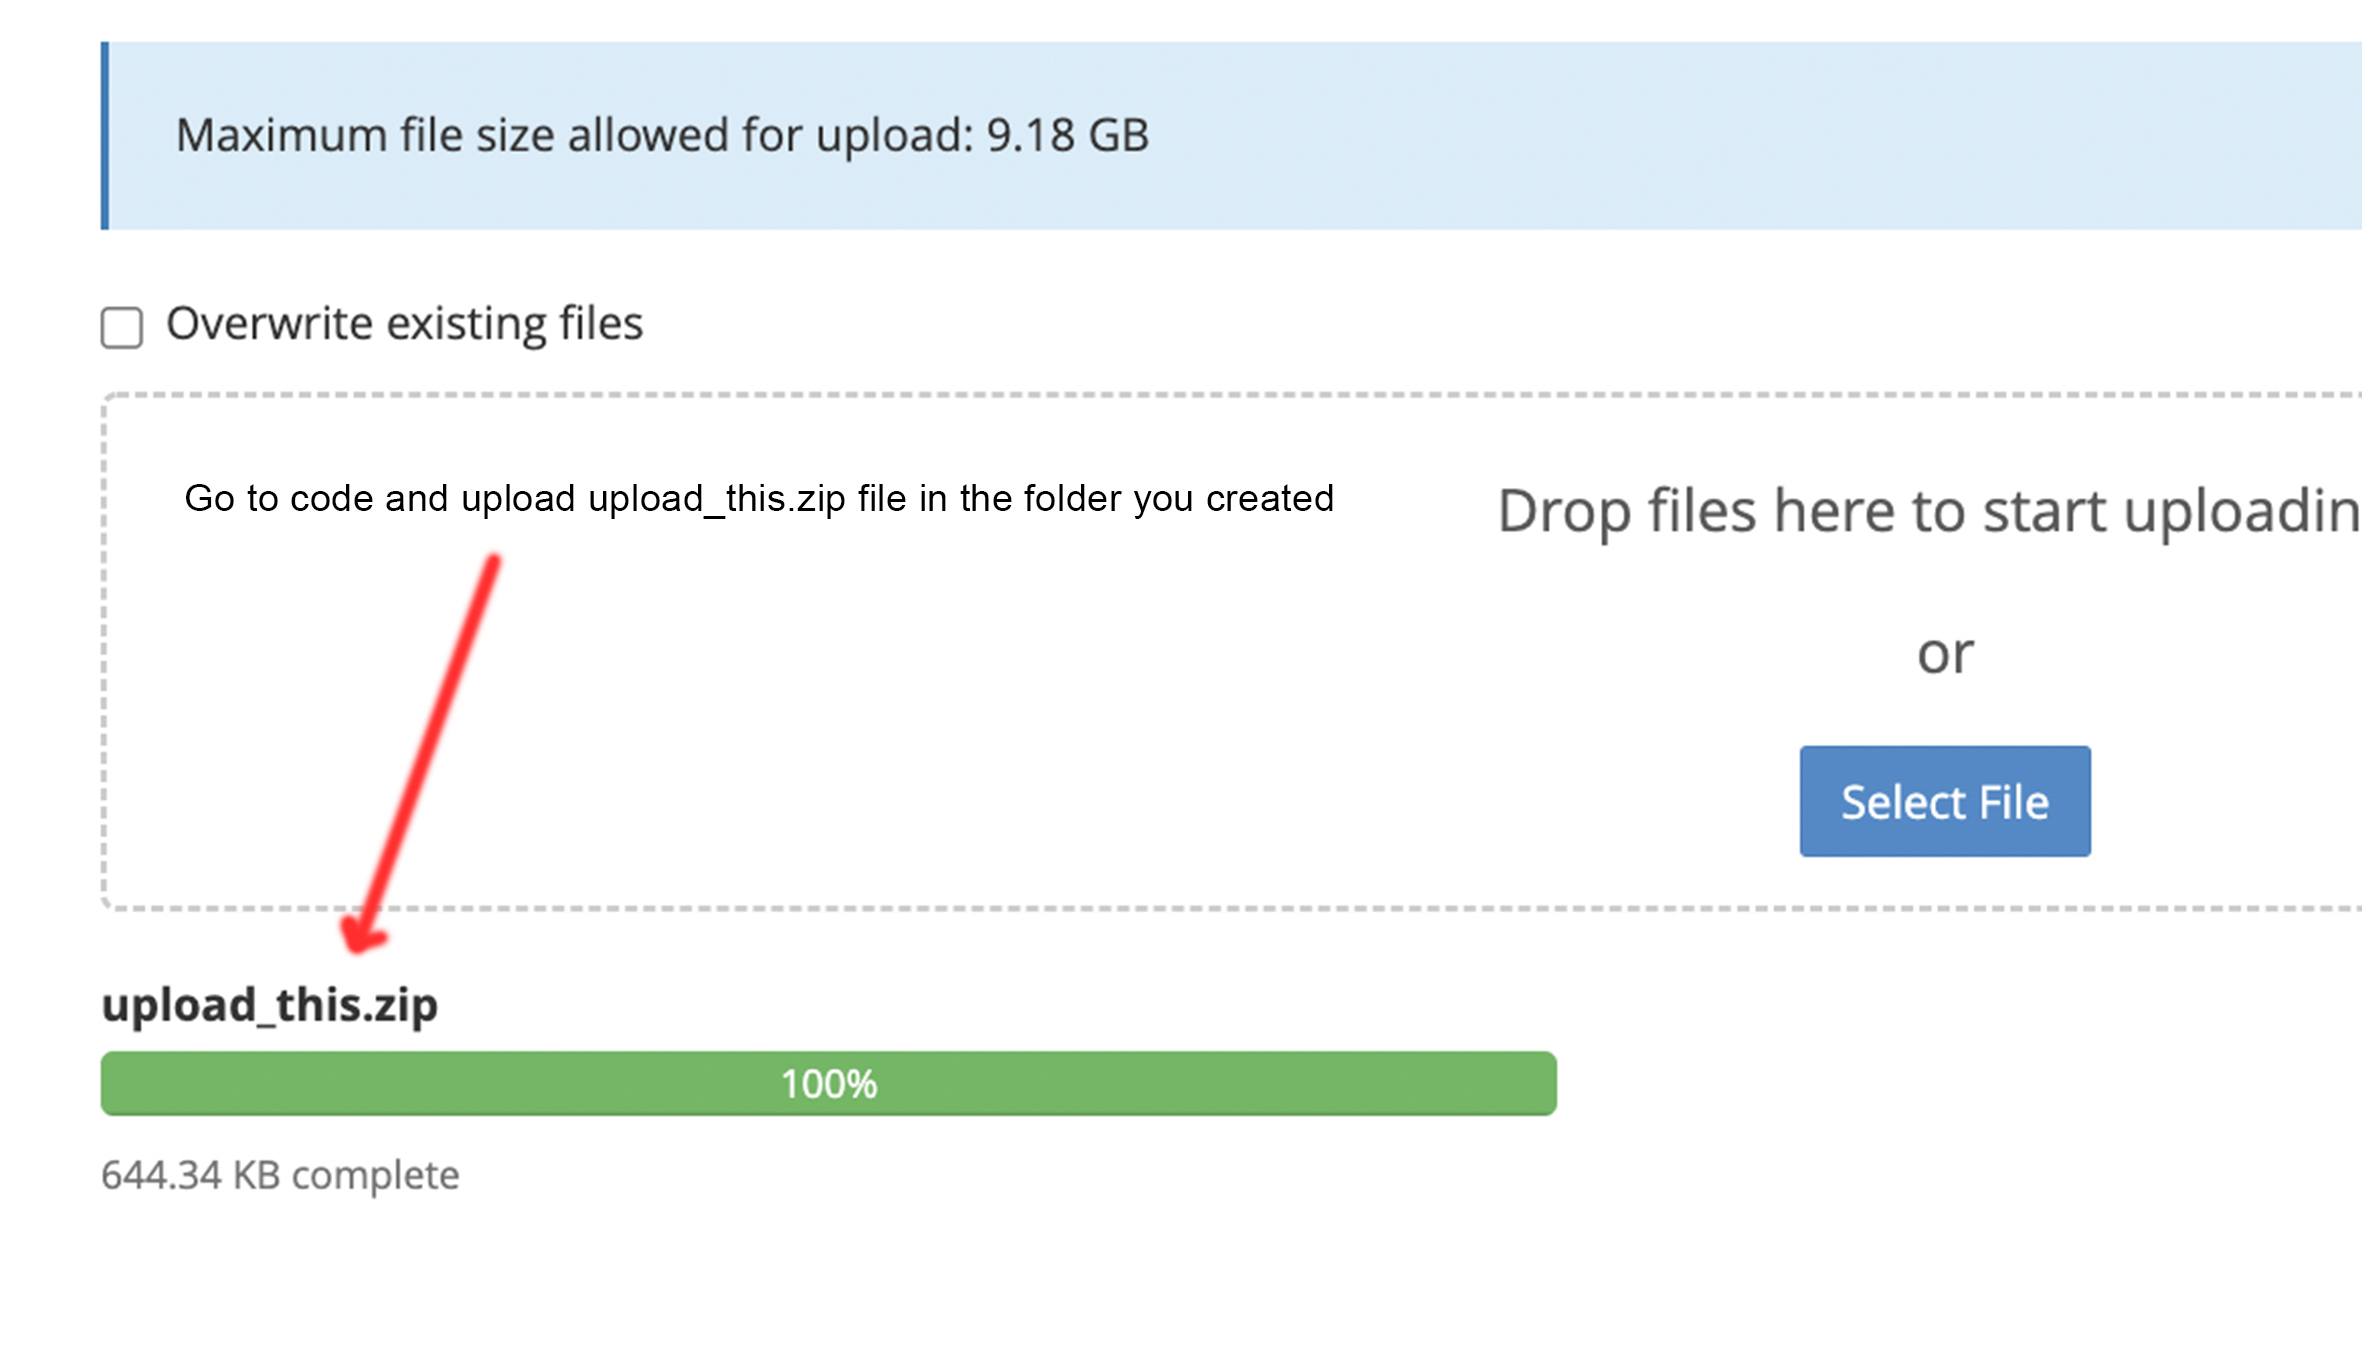 Maximum file size allowed for upload: 9.18 GB
Overwrite existing files
Go to code and upload upload_this.zip file in the folder you created
Drop files here to start uploadin
or
Select File
upload_this.zip
100%
644.34 KB complete